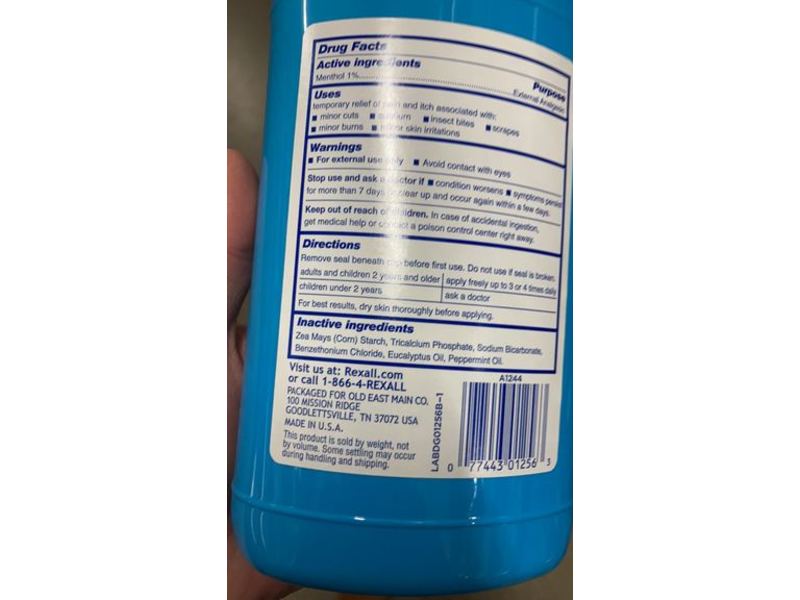 Drug Facts
Active ingredients
Purpose
Menthol 1%
External Analgesic
Uses
temporary relief of pain and itch associated with:
■ minor cuts ■ sunburn ■ insect bites ■ scrapes
■ minor burns ■ minor skin irritations
Warnings
■ For external use only ■ Avoid contact with eyes
Stop use and ask a doctor if ■ condition worsens ■ symptoms persist
for more than 7 days or clear up and occur again within a few days.
Keep out of reach of children. In case of accidental ingestion,
get medical help or contact a poison control center right away.
Directions
Remove seal beneath cap before first use. Do not use if seal is broken.
adults and children 2 years and older apply freely up to 3 or 4 times daily
children under 2 years ask a doctor
For best results, dry skin thoroughly before applying.
Inactive ingredients
Zea Mays (Corn) Starch, Tricalcium Phosphate, Sodium Bicarbonate,
Benzethonium Chloride, Eucalyptus Oil, Peppermint Oil.
Visit us at: Rexall.com
or call 1-866-4-REXALL
PACKAGED FOR OLD EAST MAIN CO.
100 MISSION RIDGE
GOODLETTSVILLE, TN 37072 USA
MADE IN U.S.A.
This product is sold by weight, not
by volume. Some settling may occur
during handling and shipping.
LABDG01256B-1
A1244
0 77443 01256 3